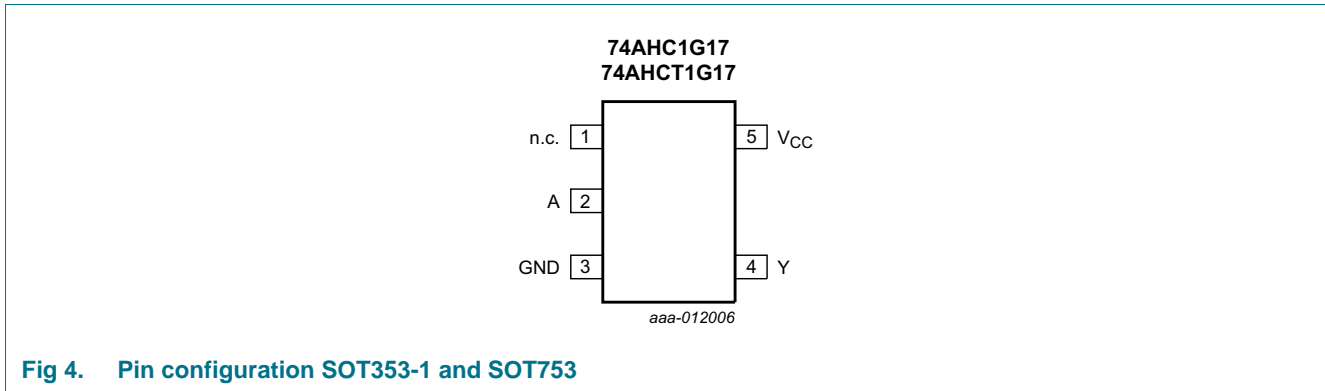 74AHC1G17
74AHCT1G17
n.c. 1
5 VCC
A 2
GND 3
4 Y
aaa-012006
Fig 4. Pin configuration SOT353-1 and SOT753